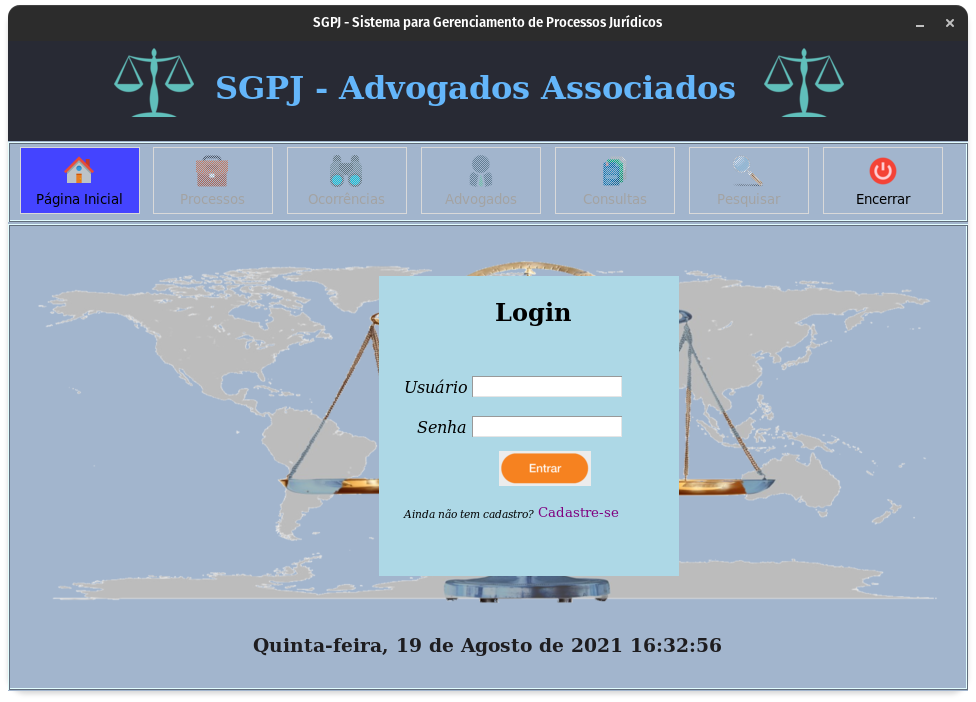 SGPJ - Sistema para Gerenciamento de Processos Jurídicos
SGPJ - Advogados Associados
Página Inicial Processos Ocorrências Advogados Consultas Pesquisar Encerrar
Login
Usuário
Senha
Entrar
Ainda não tem cadastro? Cadastre-se
Quinta-feira, 19 de Agosto de 2021 16:32:56